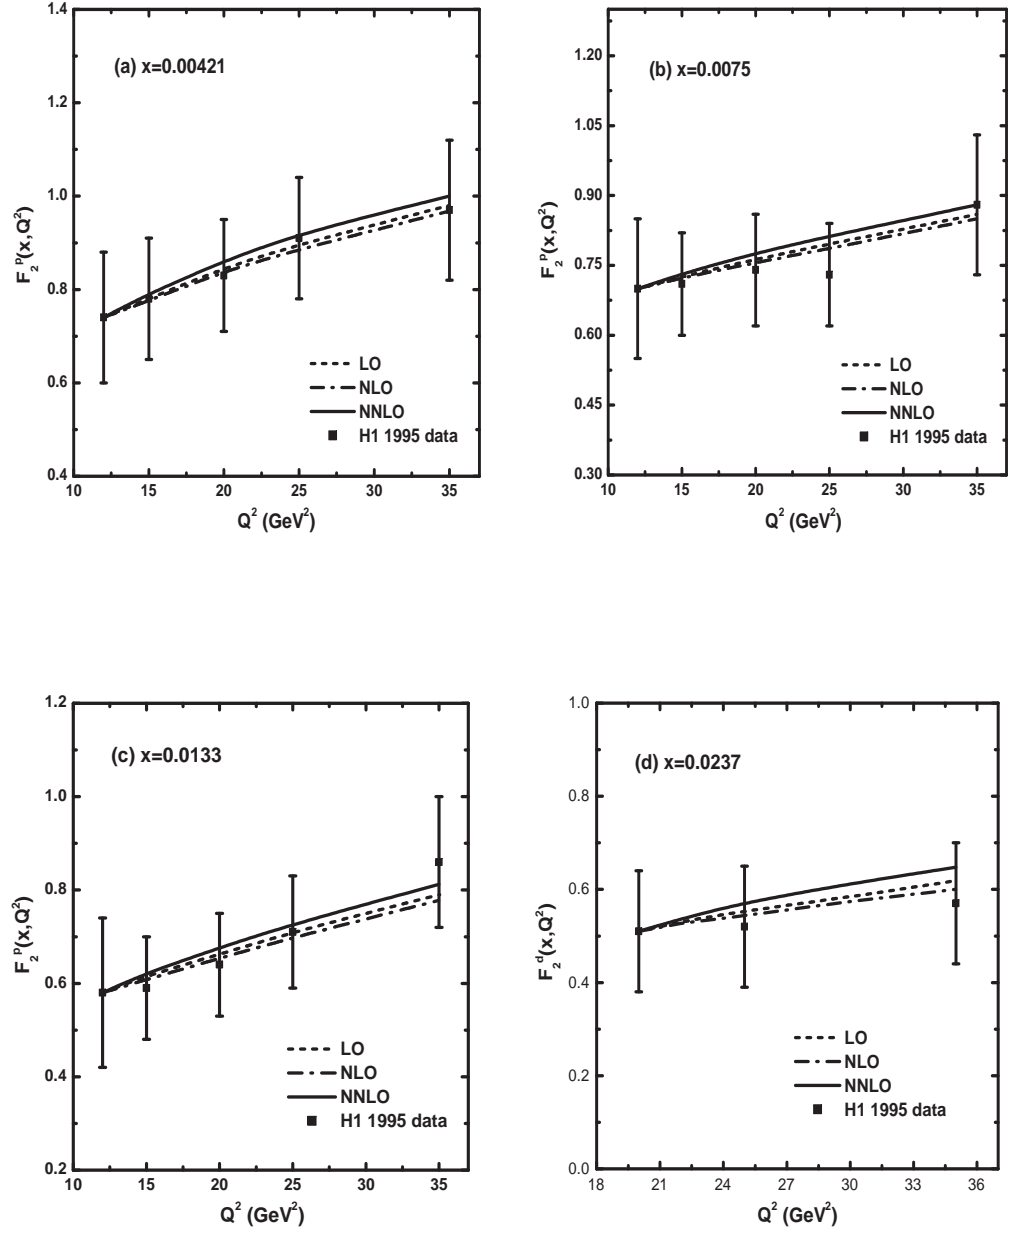 1.4
1.2
1.0
0.8
0.6
0.4
F₂ᵖ(x,Q²)
(a) x=0.00421
LO
NLO
NNLO
H1 1995 data
10 15 20 25 30 35
Q² (GeV²)
1.20
1.05
0.90
0.75
0.60
0.45
0.30
F₂ᵖ(x,Q²)
(b) x=0.0075
LO
NLO
NNLO
H1 1995 data
10 15 20 25 30 35
Q² (GeV²)
1.2
1.0
0.8
0.6
0.4
0.2
F₂ᵖ(x,Q²)
(c) x=0.0133
LO
NLO
NNLO
H1 1995 data
10 15 20 25 30 35
Q² (GeV²)
1.0
0.8
0.6
0.4
0.2
0.0
F₂ᵈ(x,Q²)
(d) x=0.0237
LO
NLO
NNLO
H1 1995 data
18 21 24 27 30 33 36
Q² (GeV²)